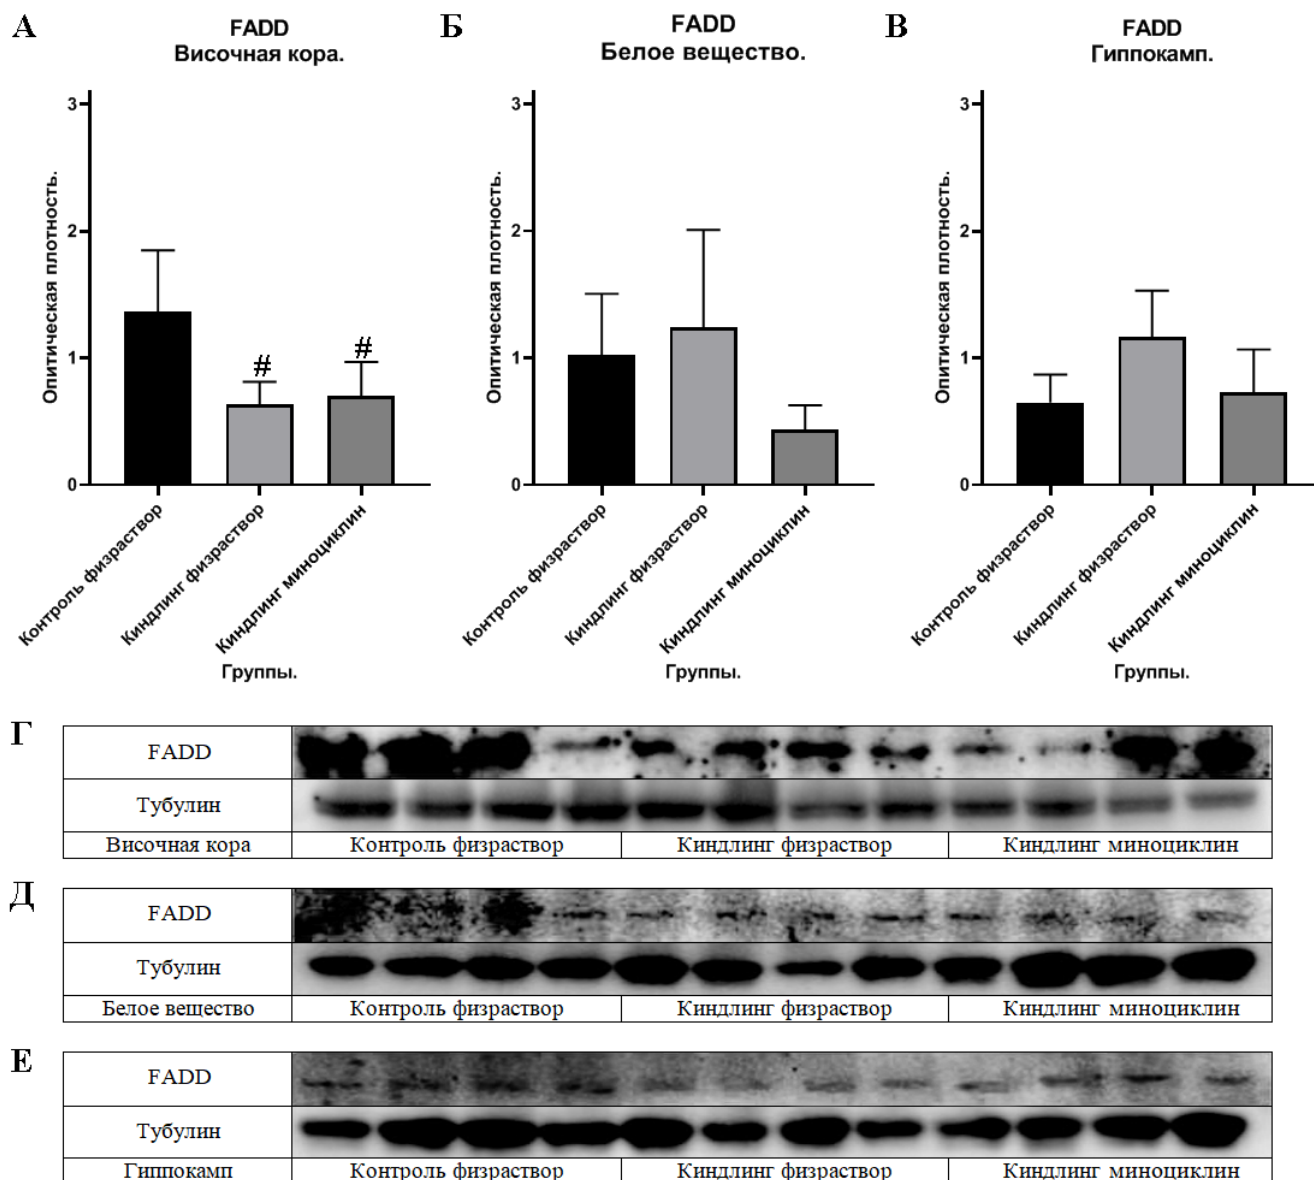 А
FADD
Височная кора.
Опитическая плотность.
3
2
1
0
#
#
Контроль физраствор
Киндлинг физраствор
Киндлинг миноциклин
Группы.
Б
FADD
Белое вещество.
Опитическая плотность.
3
2
1
0
Контроль физраствор
Киндлинг физраствор
Киндлинг миноциклин
Группы.
В
FADD
Гиппокамп.
Опитическая плотность.
3
2
1
0
Контроль физраствор
Киндлинг физраствор
Киндлинг миноциклин
Группы.
Г
FADD
Тубулин
Височная кора Контроль физраствор Киндлинг физраствор Киндлинг миноциклин
Д
FADD
Тубулин
Белое вещество Контроль физраствор Киндлинг физраствор Киндлинг миноциклин
Е
FADD
Тубулин
Гиппокамп Контроль физраствор Киндлинг физраствор Киндлинг миноциклин